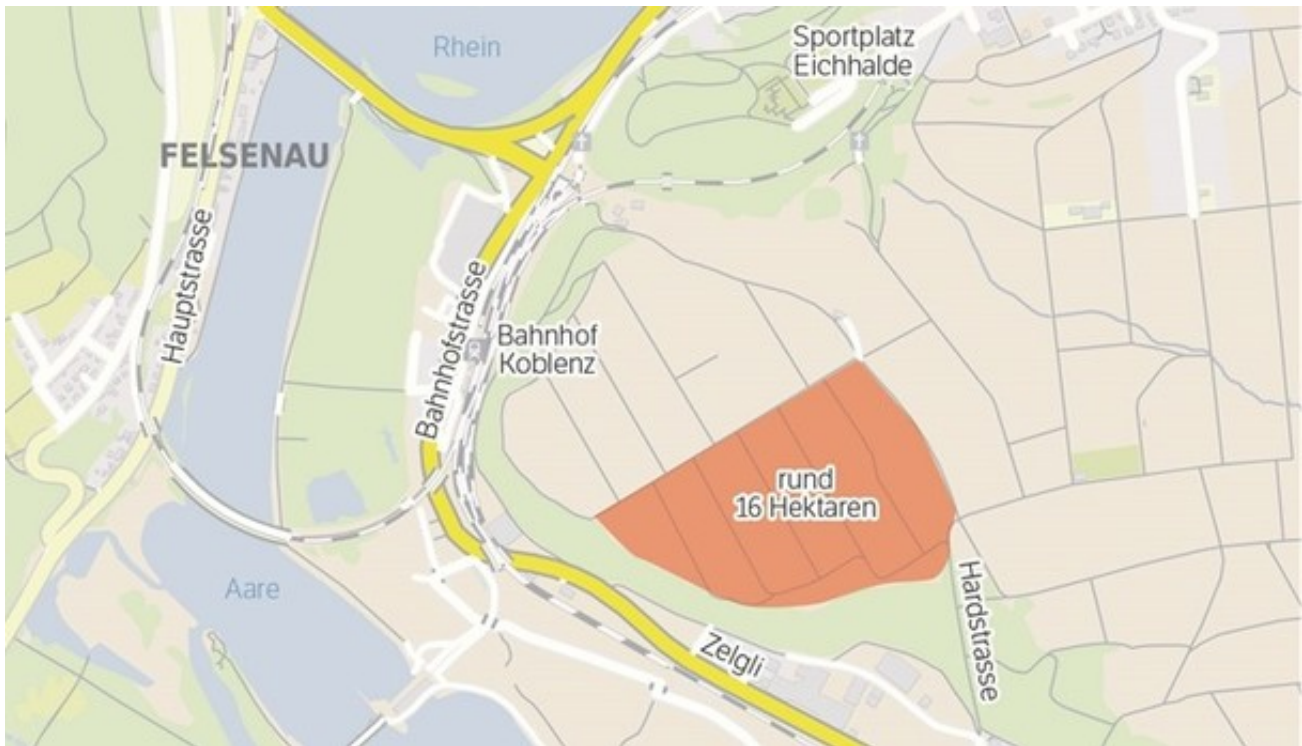 Rhein
Sportplatz
Eichhalde
FELSENAU
Hauptstrasse
Bahnhofstrasse
Bahnhof
Koblenz
rund
16 Hektaren
Aare
Hardstrasse
Zelgli